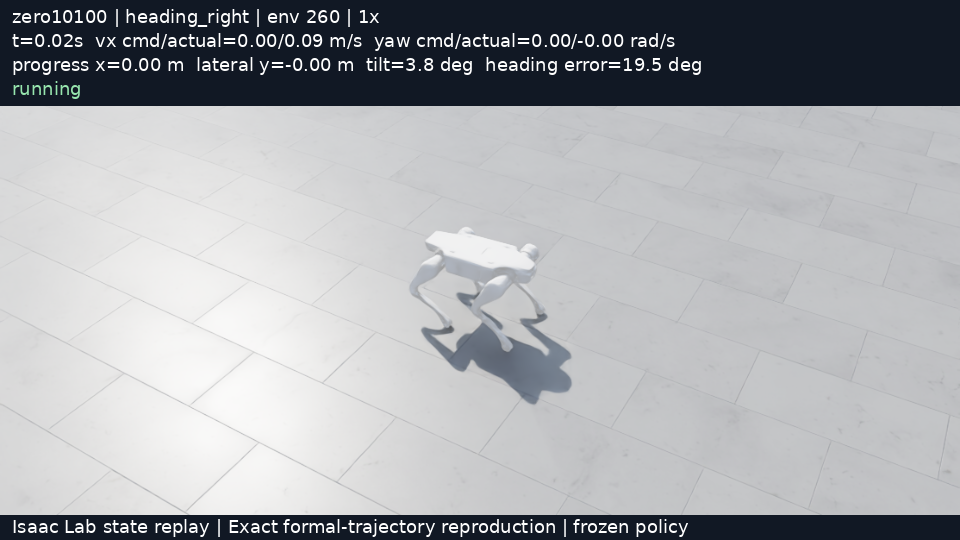 zero10100 | heading_right | env 260 | 1x
t=0.02s  vx cmd/actual=0.00/0.09 m/s  yaw cmd/actual=0.00/-0.00 rad/s
progress x=0.00 m  lateral y=-0.00 m  tilt=3.8 deg  heading error=19.5 deg
running
Isaac Lab state replay | Exact formal-trajectory reproduction | frozen policy